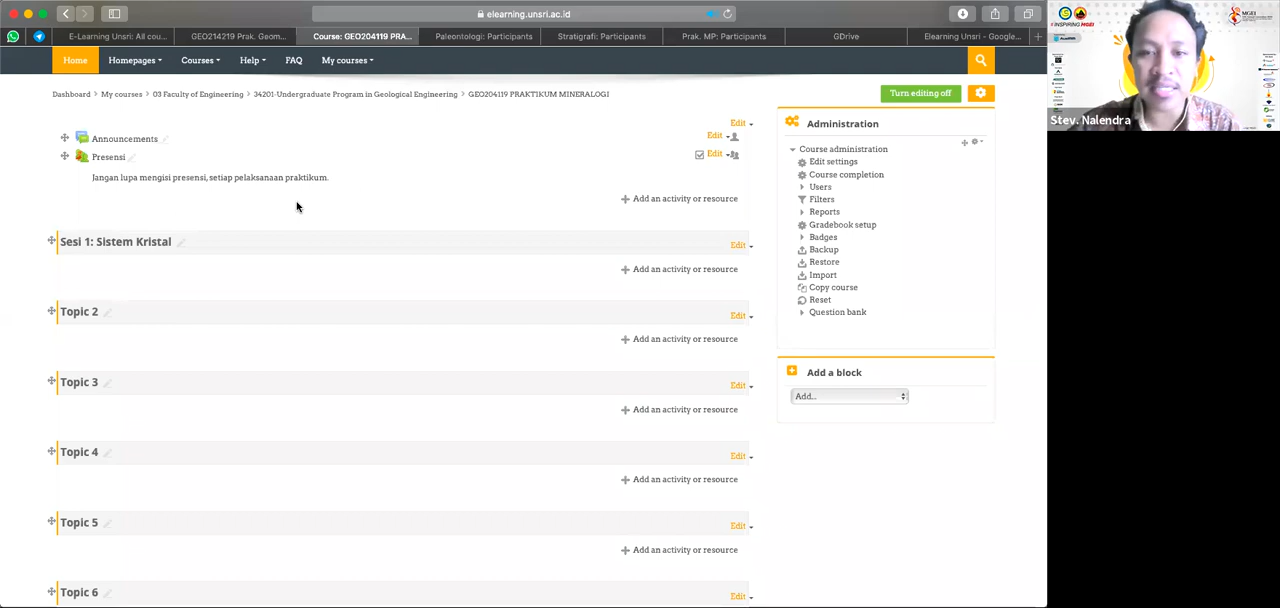 elearning.unsri.ac.id
E-Learning Unsri: All cou...
GEO214219 Prak. Geom...
Course: GEO204119 PRA...
Paleontologi: Participants
Stratigrafi: Participants
Prak. MP: Participants
GDrive
Elearning Unsri - Google...
Home
Homepages
Courses
Help
FAQ
My courses
Dashboard > My courses > 03 Faculty of Engineering > 34201-Undergraduate Program in Geological Engineering > GEO204119 PRAKTIKUM MINERALOGI
Turn editing off
Edit
Announcements
Edit
Presensi
Edit
Jangan lupa mengisi presensi, setiap pelaksanaan praktikum.
+ Add an activity or resource
Sesi 1: Sistem Kristal
Edit
+ Add an activity or resource
Topic 2
Edit
+ Add an activity or resource
Topic 3
Edit
+ Add an activity or resource
Topic 4
Edit
+ Add an activity or resource
Topic 5
Edit
+ Add an activity or resource
Topic 6
Edit
Administration
Course administration
Edit settings
Course completion
Users
Filters
Reports
Gradebook setup
Badges
Backup
Restore
Import
Copy course
Reset
Question bank
Add a block
Add...
INSPIRING MGEI
MGEI
Stev. Nalendra